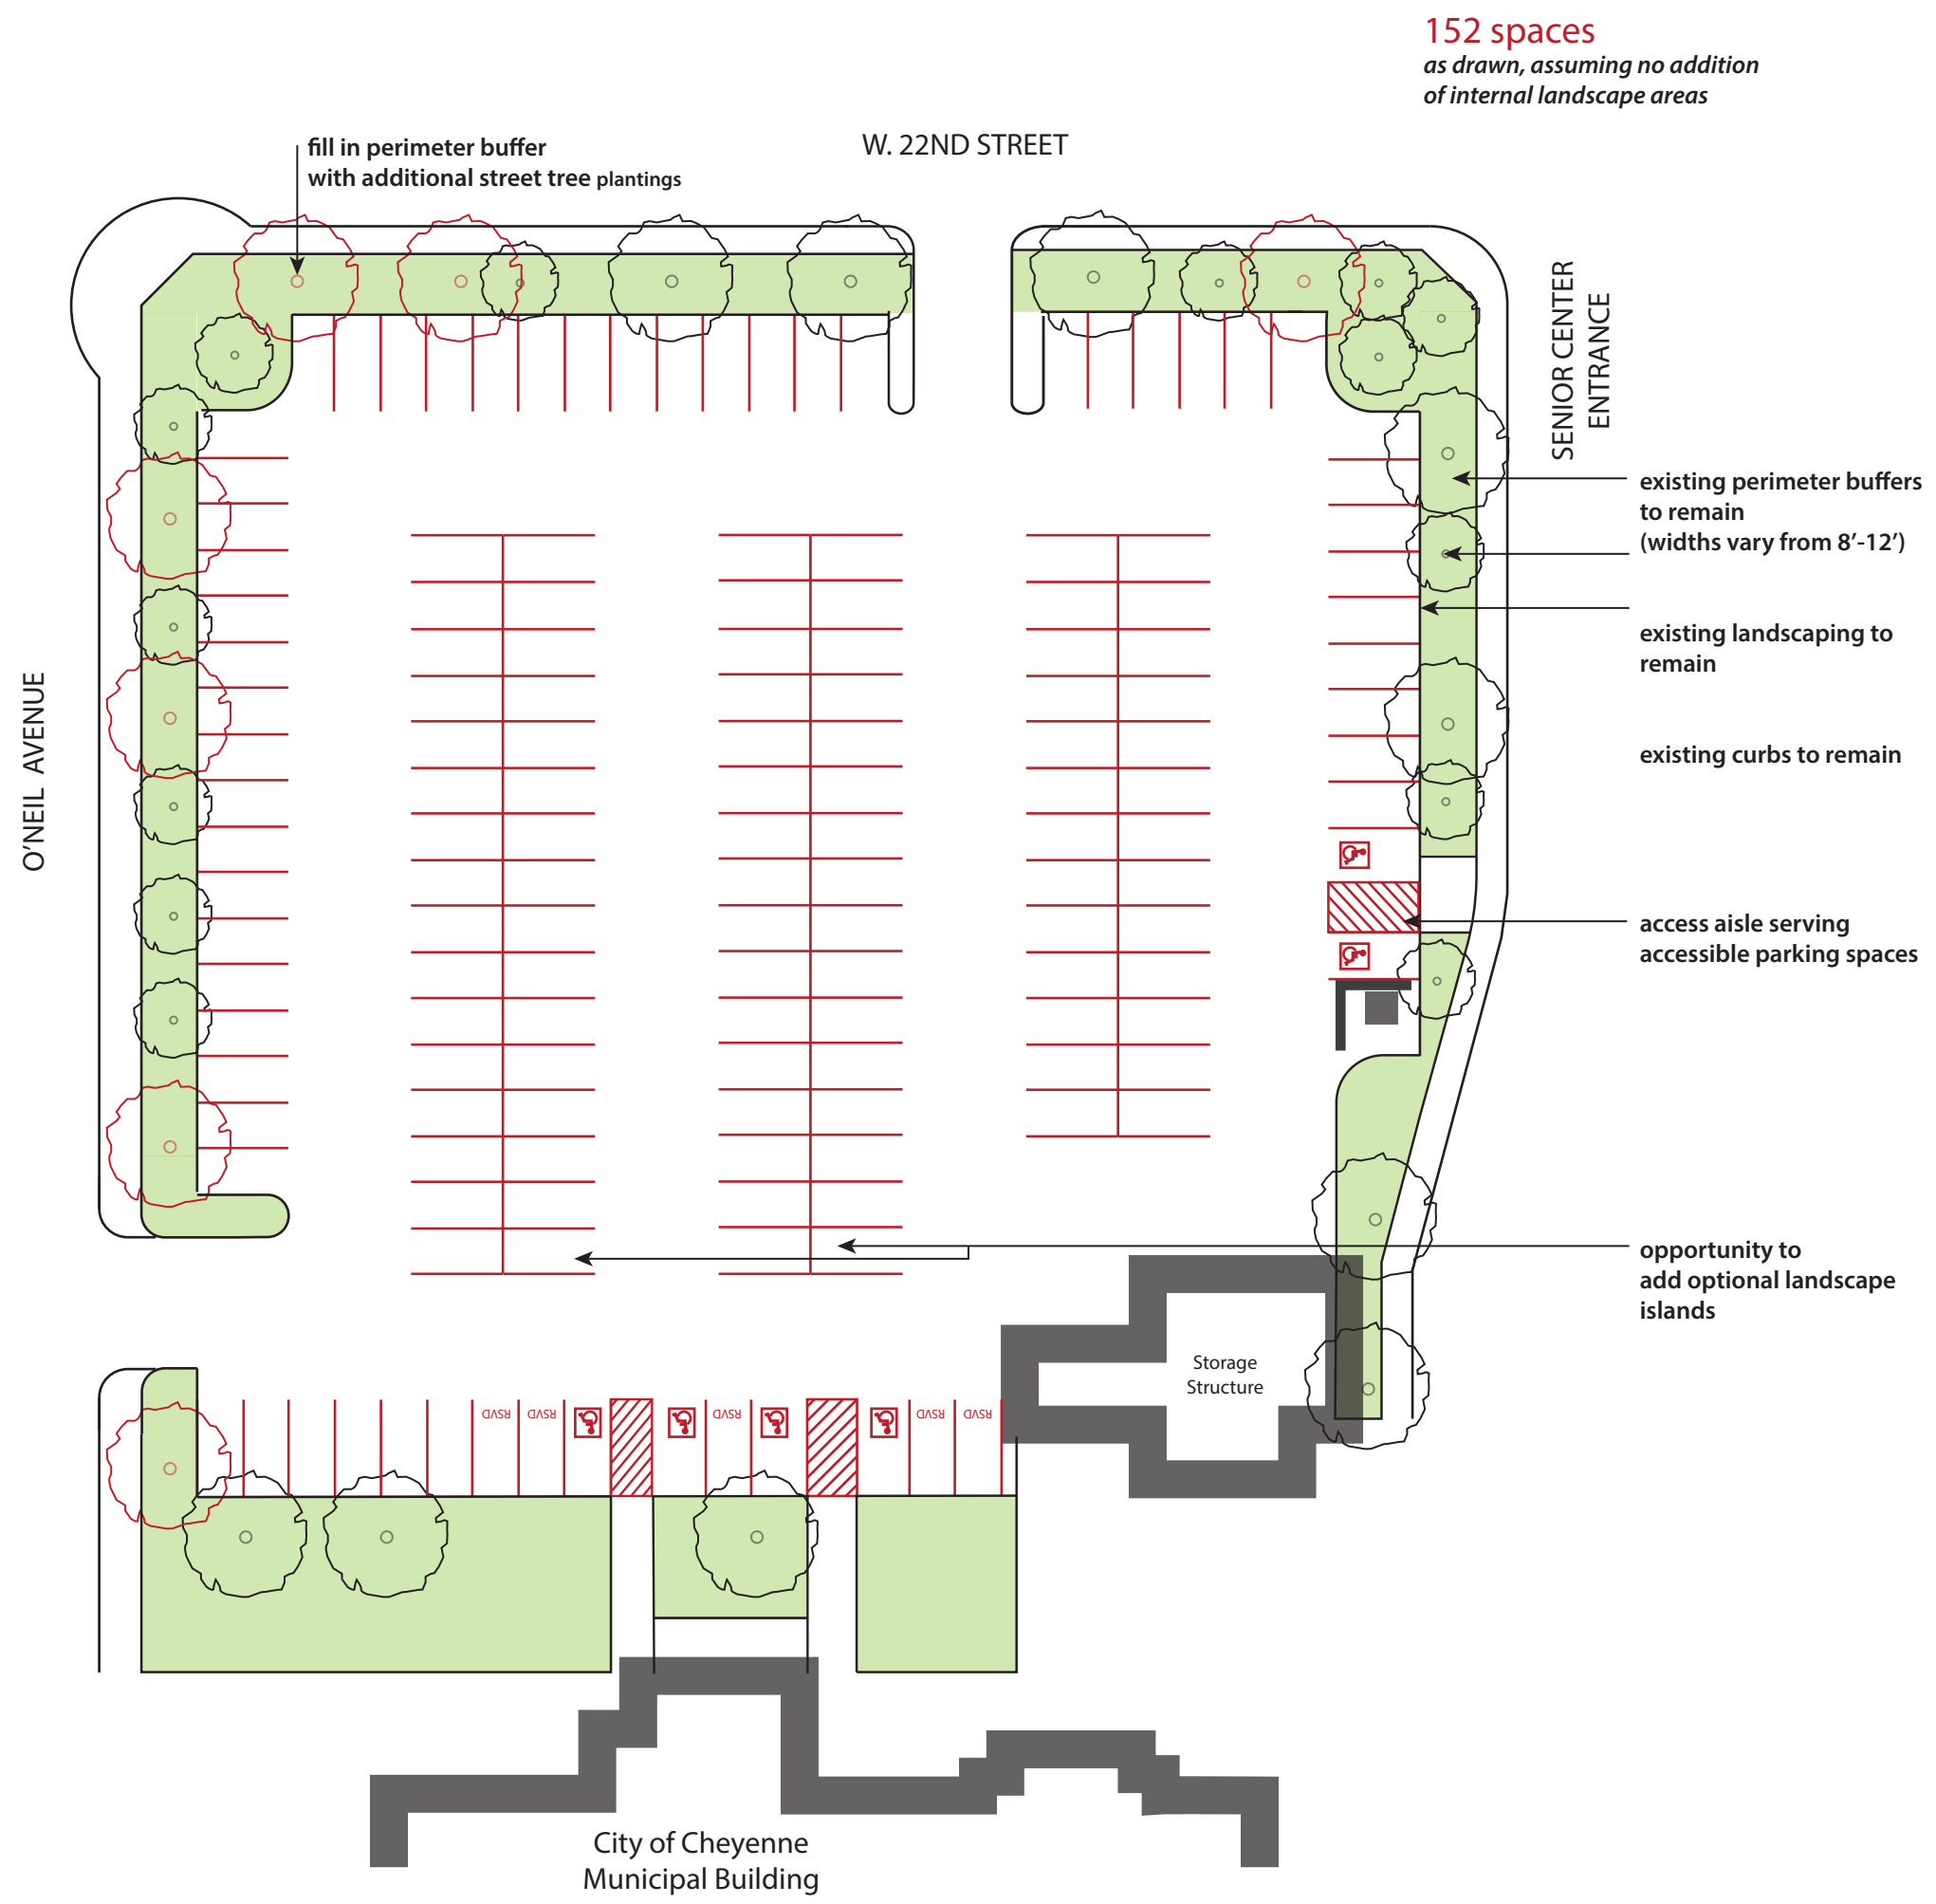 152 spaces
as drawn, assuming no addition
of internal landscape areas
W. 22ND STREET
fill in perimeter buffer
with additional street tree plantings
SENIOR CENTER
ENTRANCE
existing perimeter buffers
to remain
(widths vary from 8’-12’)
existing landscaping to
remain
O’NEIL AVENUE
existing curbs to remain
access aisle serving
accessible parking spaces
opportunity to
add optional landscape
islands
Storage
Structure
RSVD
RSVD
RSVD
RSVD
RSVD
City of Cheyenne
Municipal Building